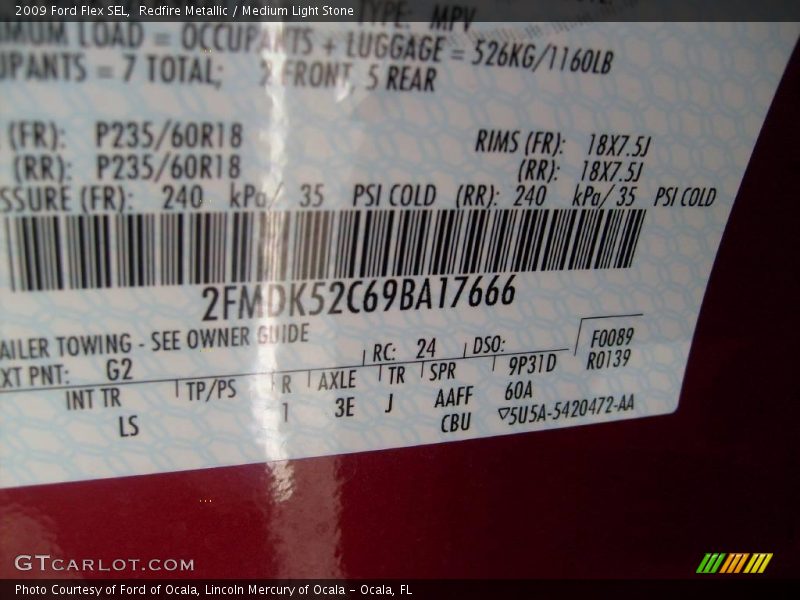 2009 Ford Flex SEL, Redfire Metallic / Medium Light Stone
TYPE: MPV
MUM LOAD = OCCUPANTS + LUGGAGE = 526KG/1160LB
UPANTS = 7 TOTAL; 2 FRONT, 5 REAR
(FR): P235/60R18 RIMS (FR): 18X7.5J
(RR): P235/60R18 (RR): 18X7.5J
SSURE (FR): 240 kPa/ 35 PSI COLD (RR): 240 kPa/ 35 PSI COLD
2FMDK52C69BA17666
AILER TOWING - SEE OWNER GUIDE
XT PNT: G2 RC: 24 DSO: F0089
INT TR TP/PS R AXLE TR SPR 9P31D R0139
LS 1 3E J AAFF 60A
CBU ▽5U5A-5420472-AA
GTCARLOT.COM
Photo Courtesy of Ford of Ocala, Lincoln Mercury of Ocala - Ocala, FL